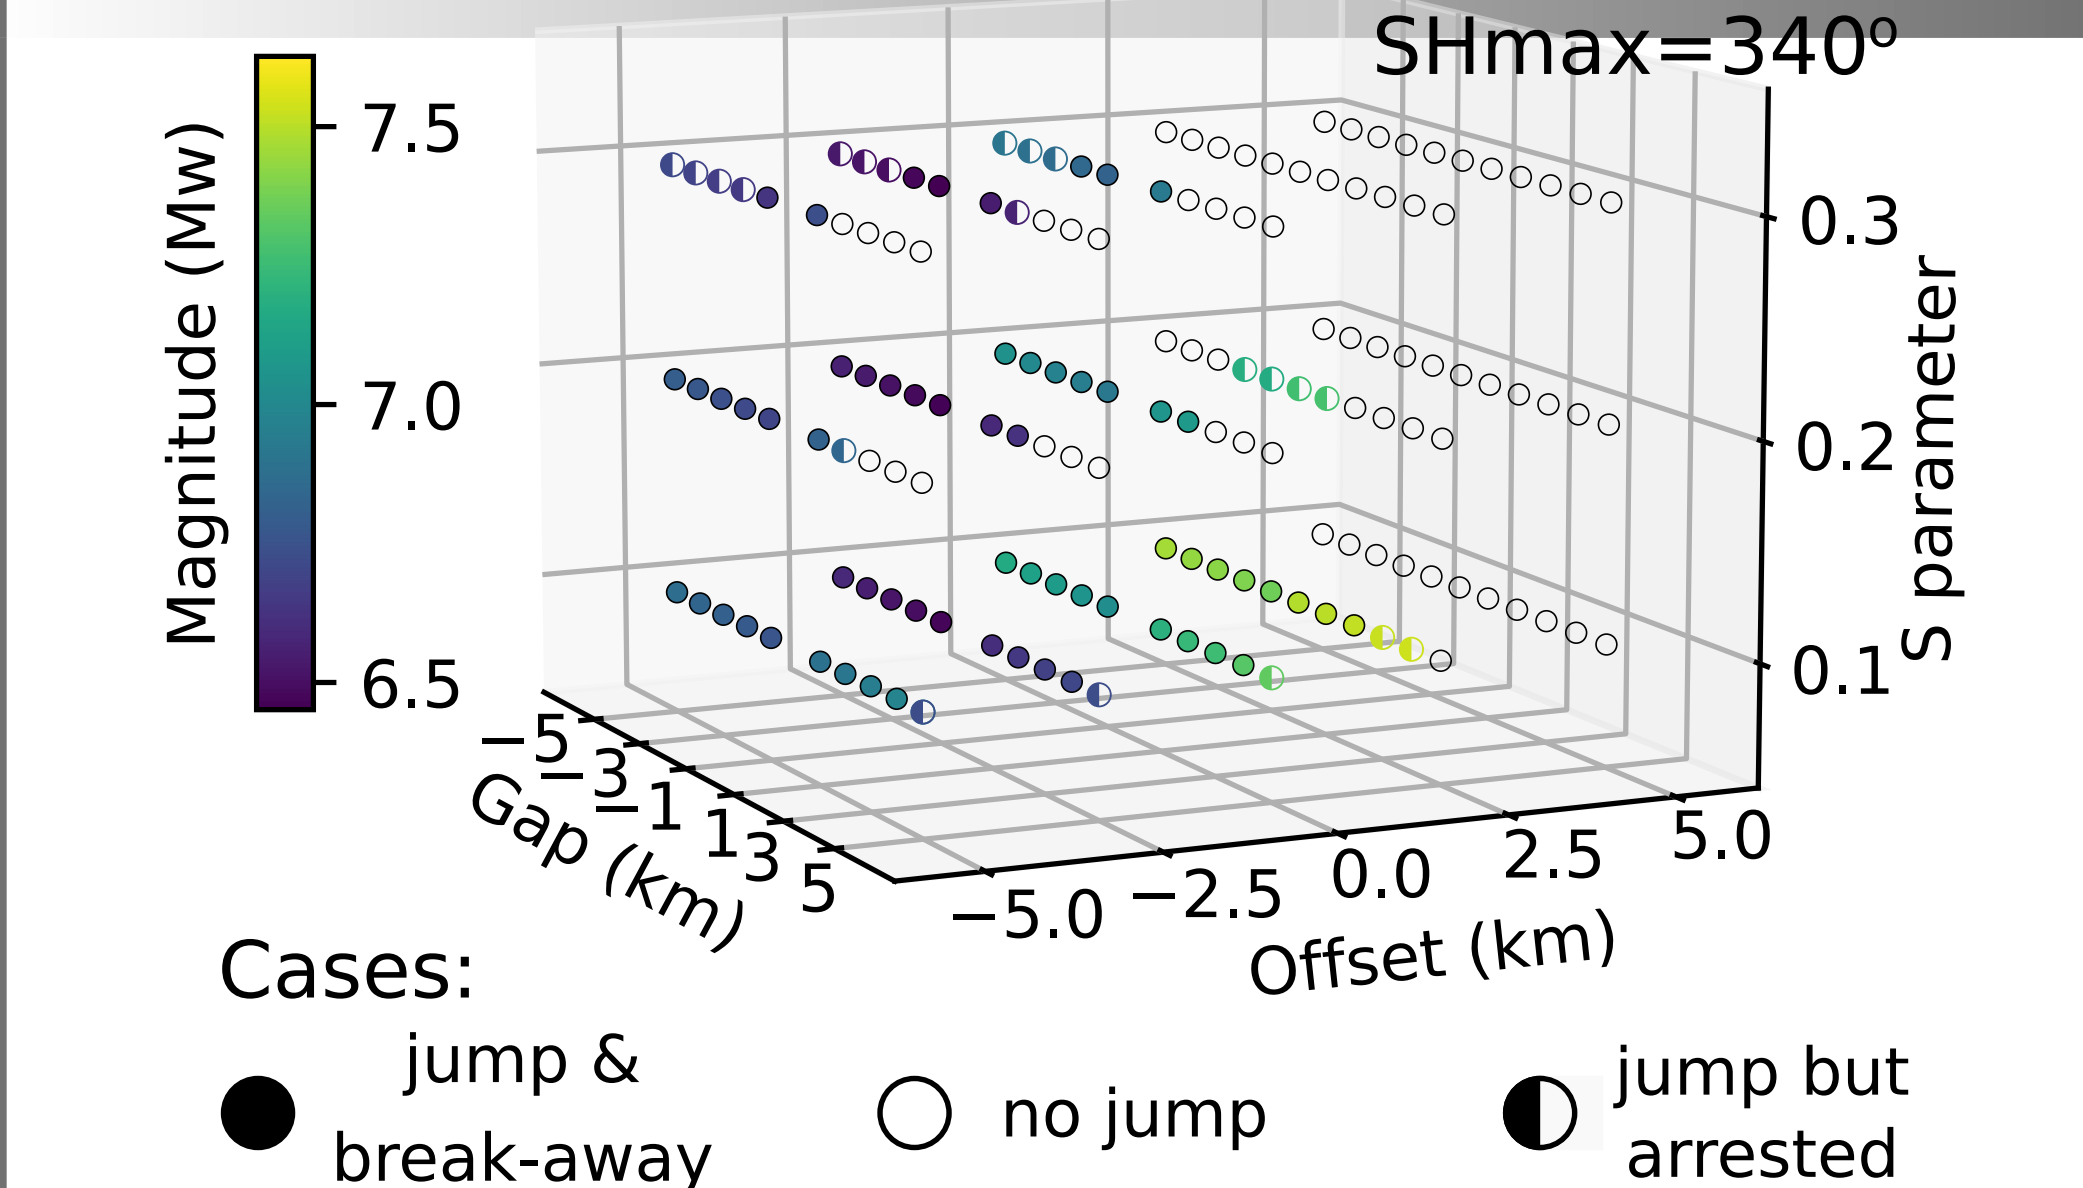 SHmax=340º
Magnitude (Mw)
7.5
7.0
6.5
0.3
0.2
0.1
S parameter
−5
−3
−1
1
3
5
Gap (km)
−5.0
−2.5
0.0
2.5
5.0
Offset (km)
Cases:
jump &
break-away
no jump
jump but
arrested